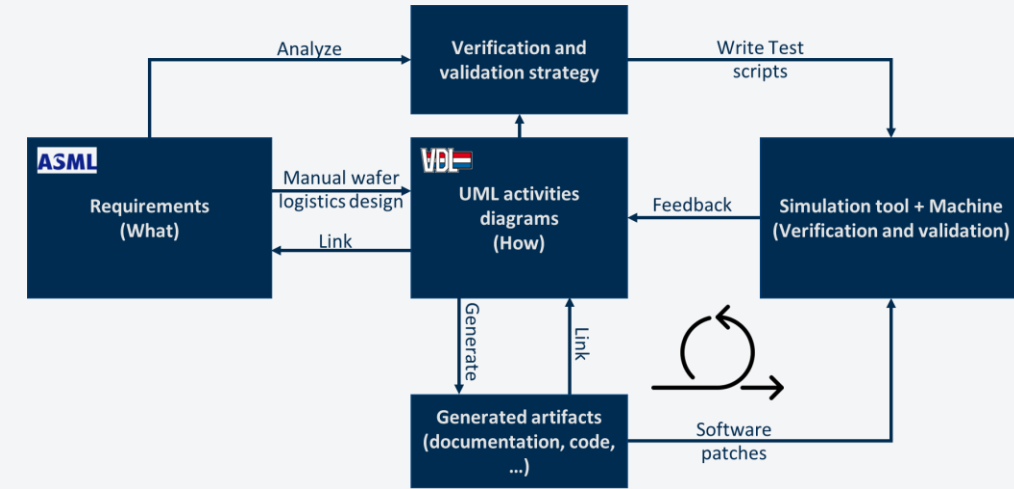 Analyze
Verification and
validation strategy
Write Test
scripts
ASML
Requirements
(What)
Manual wafer
logistics design
Link
VDL
UML activities
diagrams
(How)
Feedback
Simulation tool + Machine
(Verification and validation)
Generate
Link
Generated artifacts
(documentation, code,
...)
Software
patches